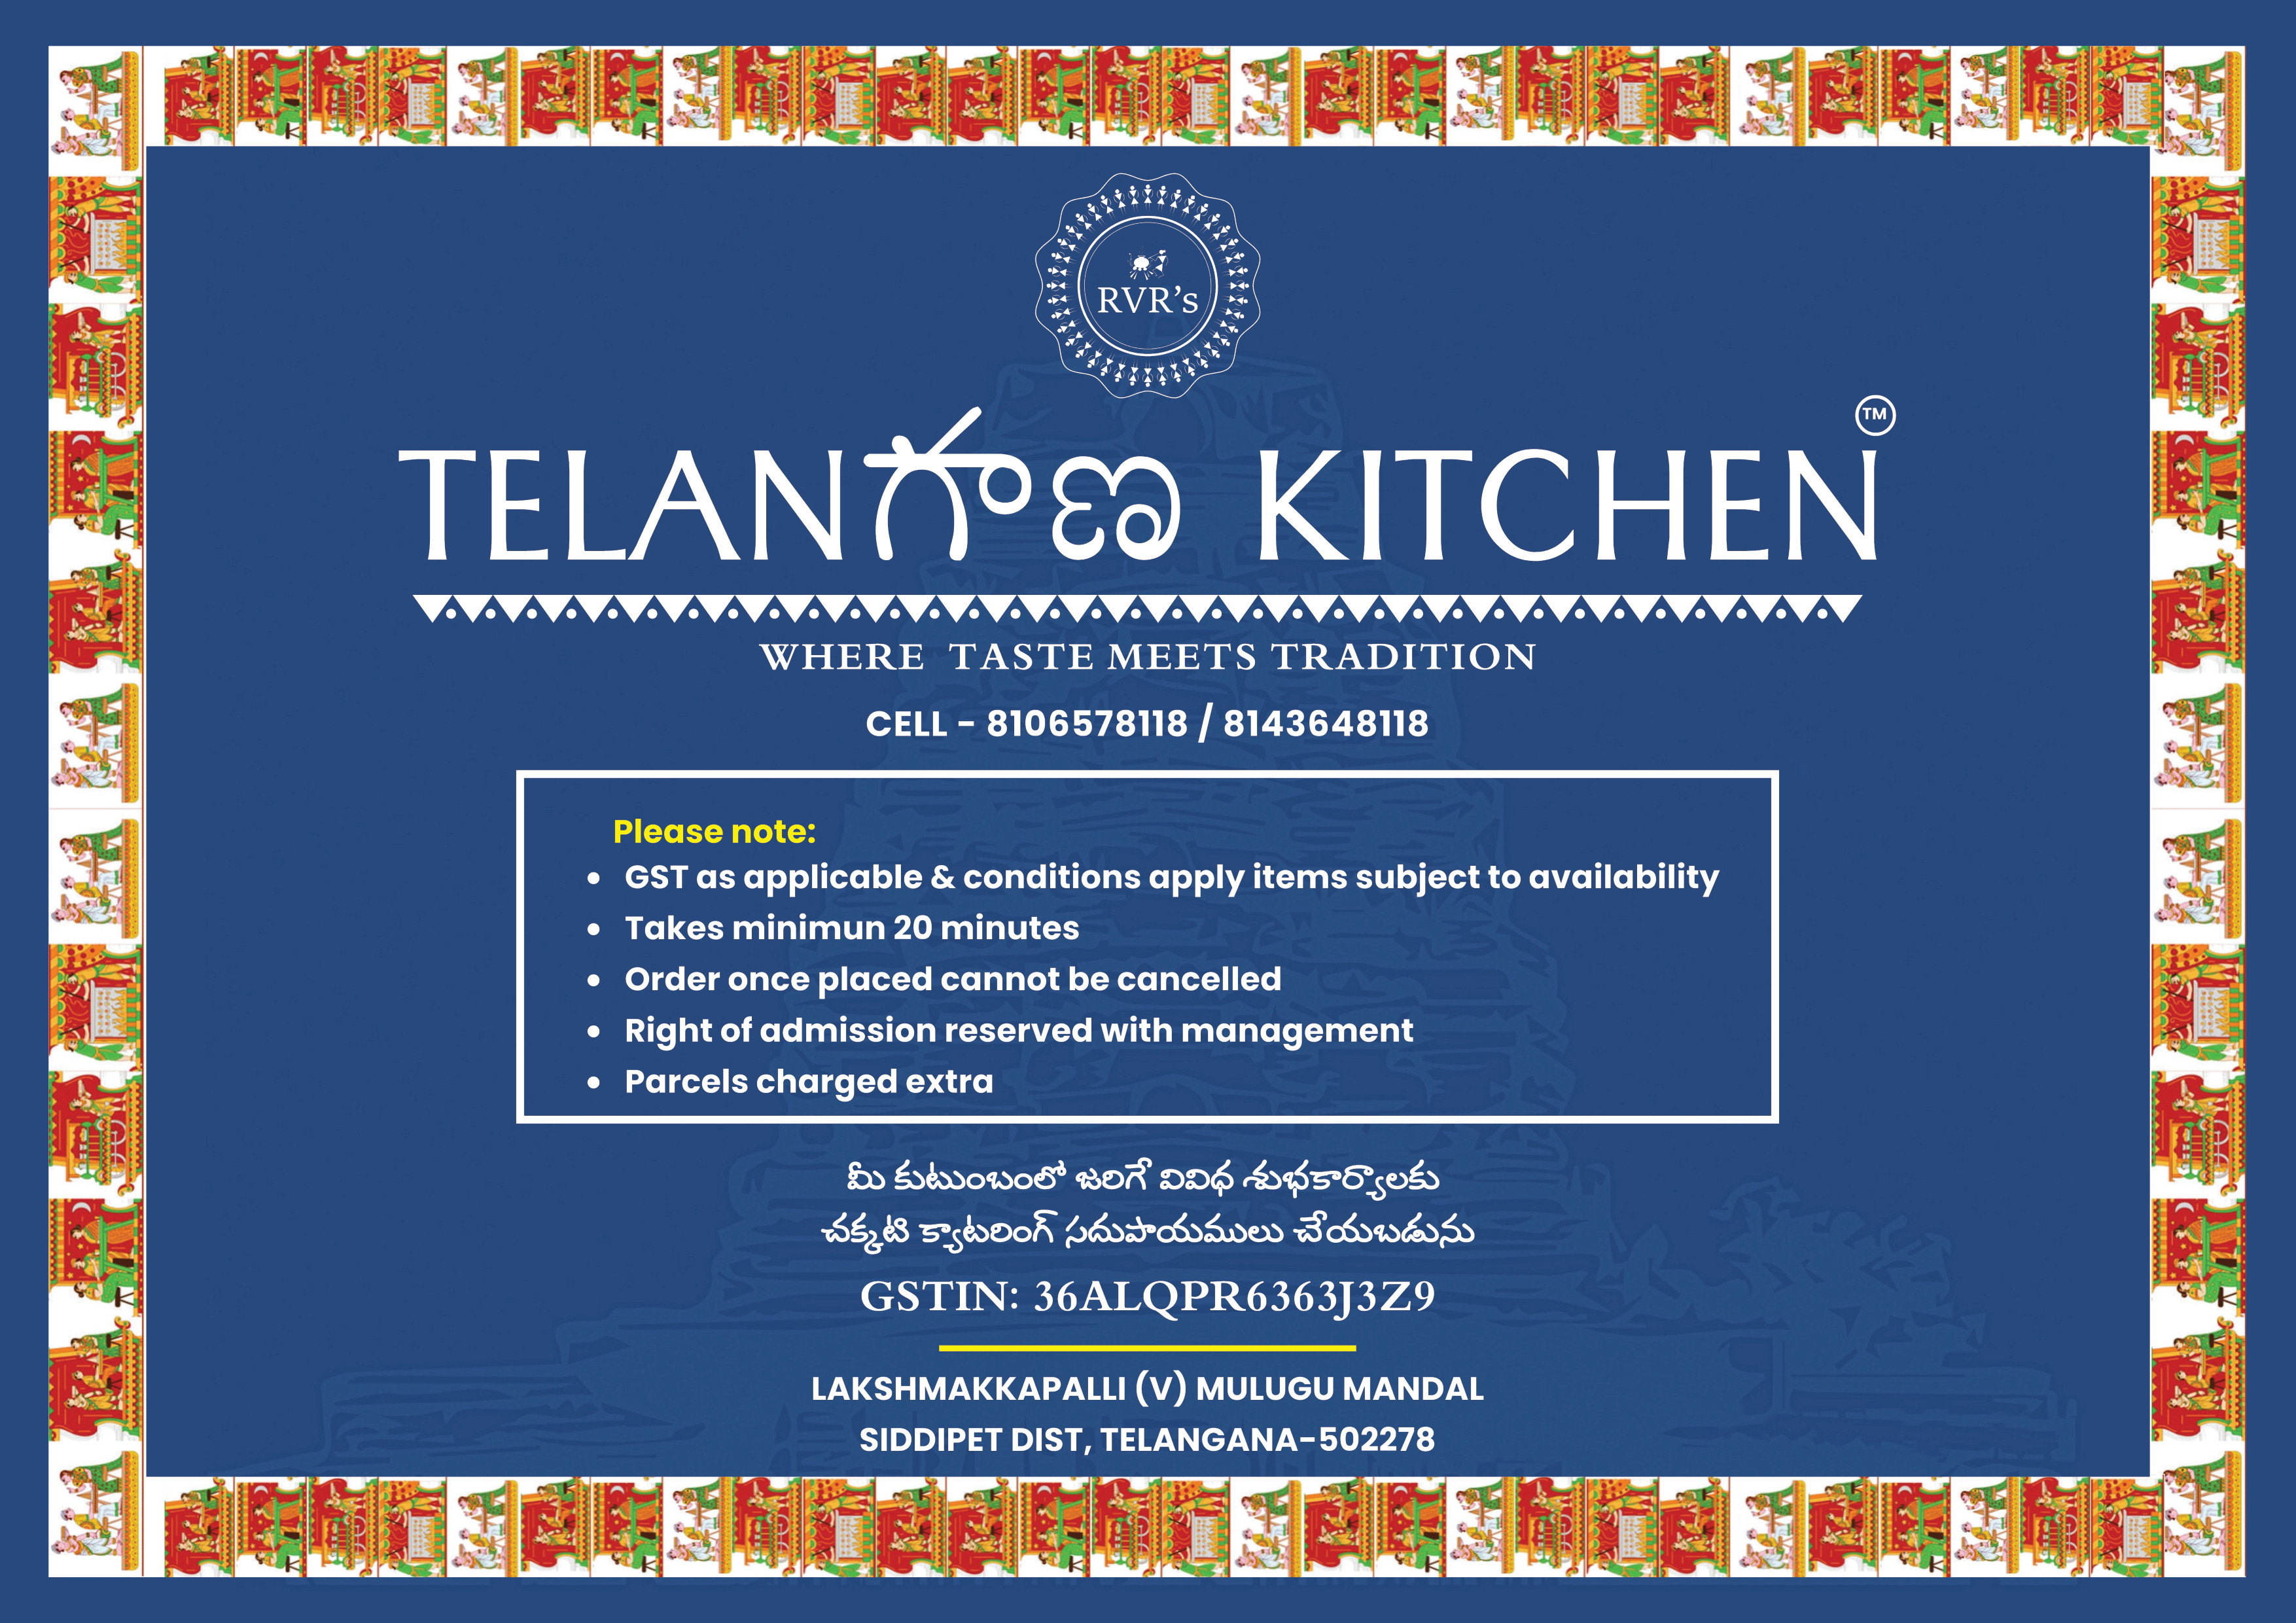 RVR's
TELANగాణ KITCHEN
TM
WHERE TASTE MEETS TRADITION
CELL - 8106578118 / 8143648118
Please note:
• GST as applicable & conditions apply items subject to availability
• Takes minimun 20 minutes
• Order once placed cannot be cancelled
• Right of admission reserved with management
• Parcels charged extra
మీ కుటుంబంలో జరిగే వివిధ శుభకార్యాలకు
చక్కటి క్యాటరింగ్ సదుపాయములు చేయబడును
GSTIN: 36ALQPR6363J3Z9
LAKSHMAKKAPALLI (V) MULUGU MANDAL
SIDDIPET DIST, TELANGANA-502278